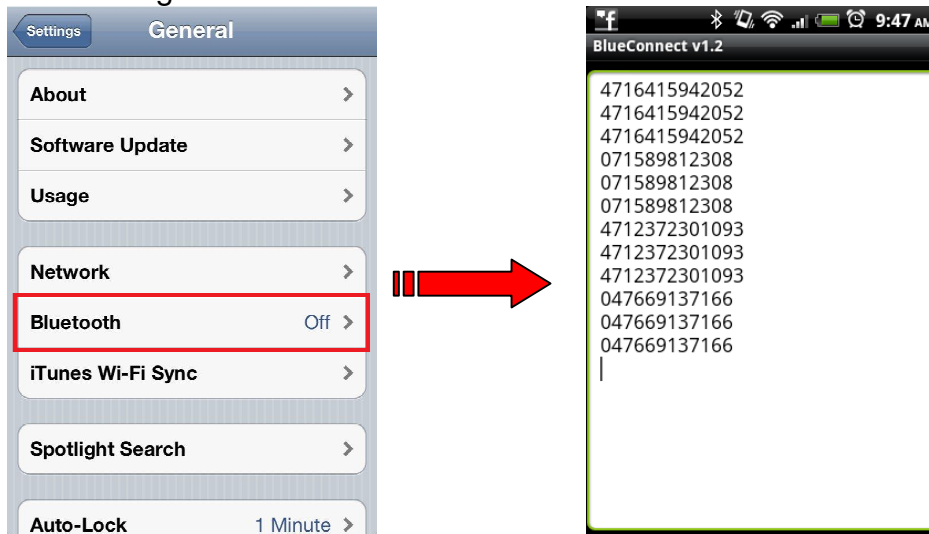 Settings
General
About
Software Update
Usage
Network
Bluetooth Off
iTunes Wi-Fi Sync
Spotlight Search
Auto-Lock 1 Minute
9:47 AM
BlueConnect v1.2
4716415942052
4716415942052
4716415942052
071589812308
071589812308
071589812308
4712372301093
4712372301093
4712372301093
047669137166
047669137166
047669137166